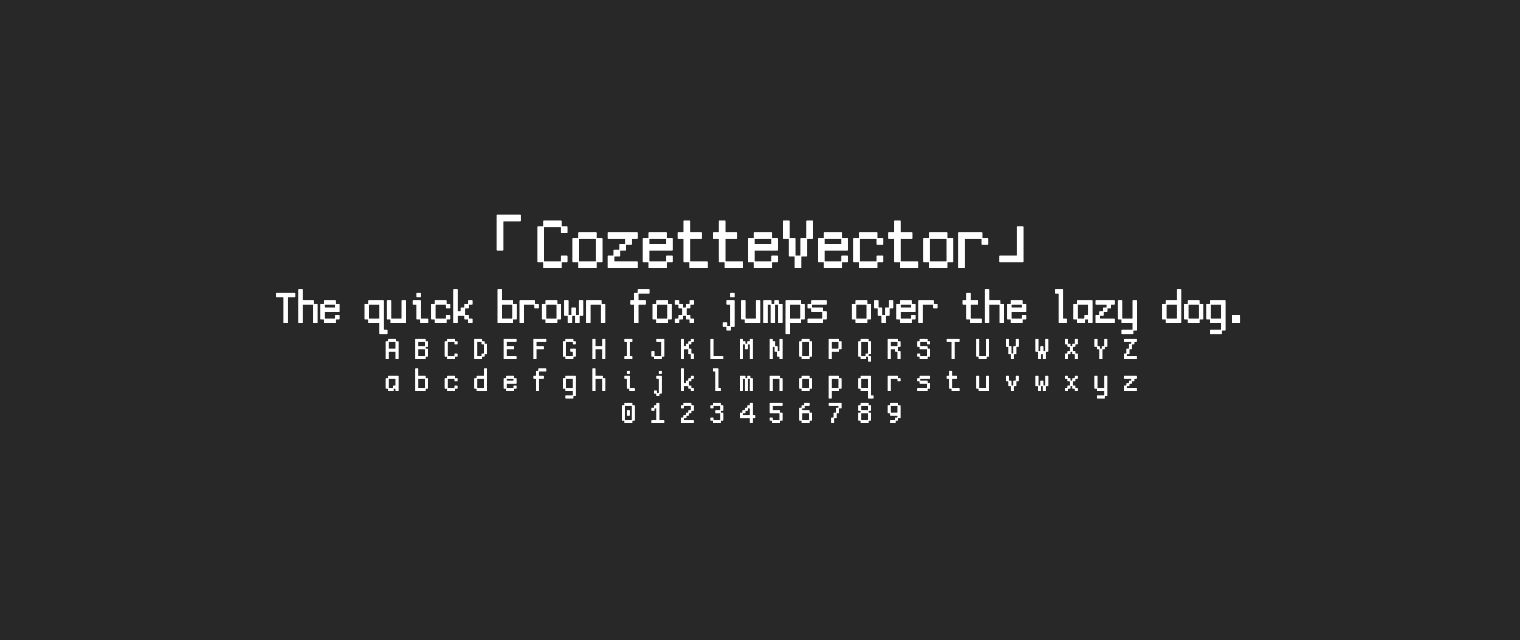 「CozetteVector」
The quick brown fox jumps over the lazy dog.
A B C D E F G H I J K L M N O P Q R S T U V W X Y Z
a b c d e f g h i j k l m n o p q r s t u v w x y z
0 1 2 3 4 5 6 7 8 9